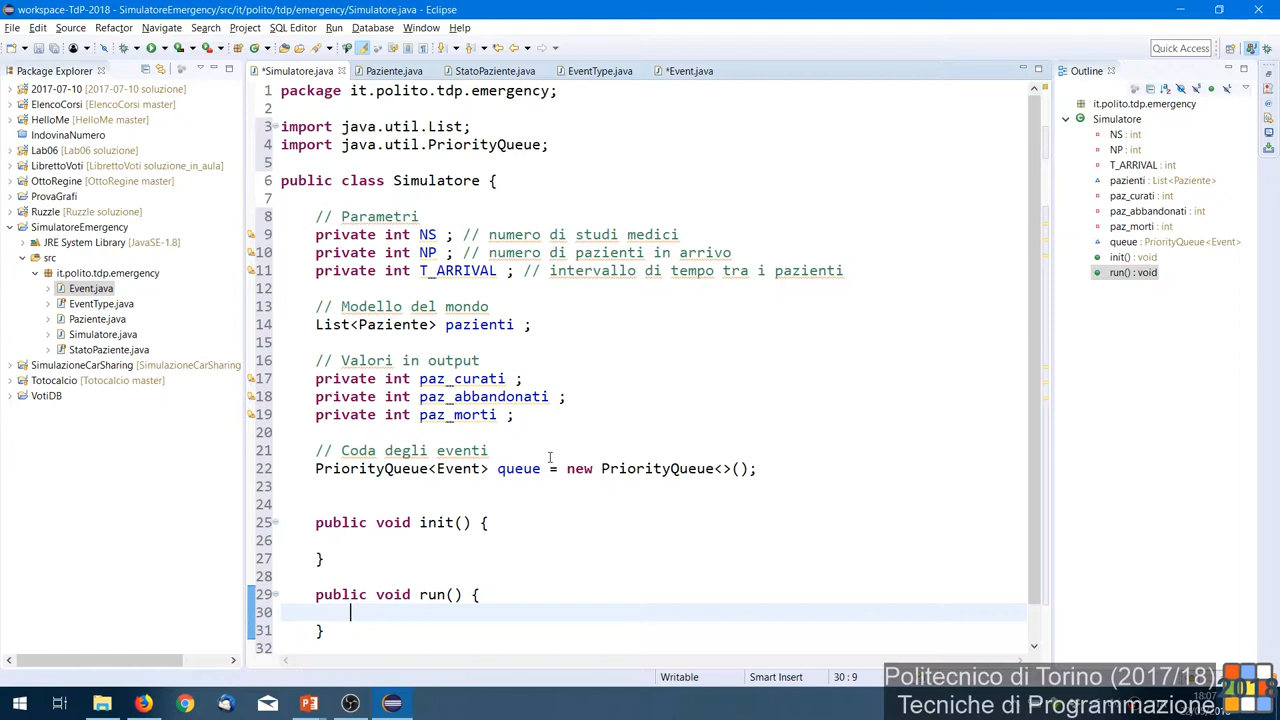 workspace-TdP-2018 - SimulatoreEmergency/src/it/polito/tdp/emergency/Simulatore.java - Eclipse
File Edit Source Refactor Navigate Search Project SQL Editor Run Database Window Help
Quick Access
Package Explorer
*Simulatore.java Paziente.java StatoPaziente.java EventType.java *Event.java
Outline
2017-07-10 [2017-07-10 soluzione]
ElencoCorsi [ElencoCorsi master]
HelloMe [HelloMe master]
IndovinaNumero
Lab06 [Lab06 soluzione]
LibrettoVoti [LibrettoVoti soluzione_in_aula]
OttoRegine [OttoRegine master]
ProvaGrafi
Ruzzle [Ruzzle soluzione]
SimulatoreEmergency
JRE System Library [JavaSE-1.8]
src
it.polito.tdp.emergency
Event.java
EventType.java
Paziente.java
Simulatore.java
StatoPaziente.java
SimulazioneCarSharing [SimulazioneCarSharing
Totocalcio [Totocalcio master]
VotiDB
1 package it.polito.tdp.emergency;
2
3 import java.util.List;
4 import java.util.PriorityQueue;
5
6 public class Simulatore {
7
8 // Parametri
9 private int NS ; // numero di studi medici
10 private int NP ; // numero di pazienti in arrivo
11 private int T_ARRIVAL ; // intervallo di tempo tra i pazienti
12
13 // Modello del mondo
14 List<Paziente> pazienti ;
15
16 // Valori in output
17 private int paz_curati ;
18 private int paz_abbandonati ;
19 private int paz_morti ;
20
21 // Coda degli eventi
22 PriorityQueue<Event> queue = new PriorityQueue<>();
23
24
25 public void init() {
26
27 }
28
29 public void run() {
30
31 }
32
it.polito.tdp.emergency
Simulatore
NS : int
NP : int
T_ARRIVAL : int
pazienti : List<Paziente>
paz_curati : int
paz_abbandonati : int
paz_morti : int
queue : PriorityQueue<Event>
init() : void
run() : void
Writable Smart Insert 30 : 9
Politecnico di Torino (2017/18)
Tecniche di Programmazione
2018
18:07